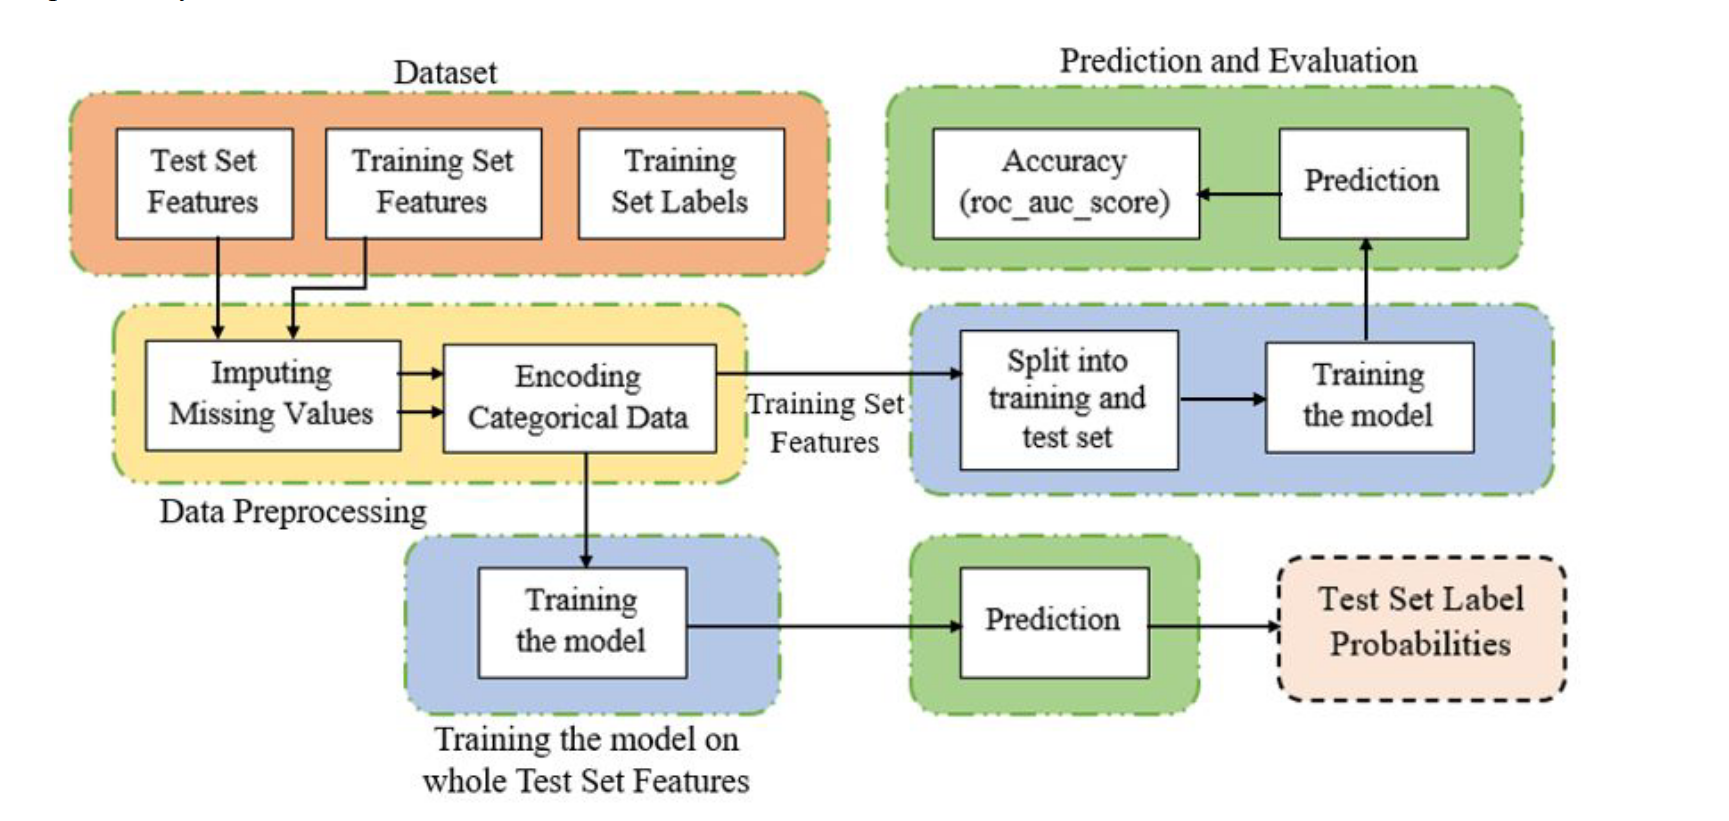 Dataset
Test Set
Features
Training Set
Features
Training
Set Labels
Prediction and Evaluation
Accuracy
(roc_auc_score)
Prediction
Imputing
Missing Values
Encoding
Categorical Data
Data Preprocessing
Training Set
Features
Split into
training and
test set
Training
the model
Training
the model
Training the model on
whole Test Set Features
Prediction
Test Set Label
Probabilities